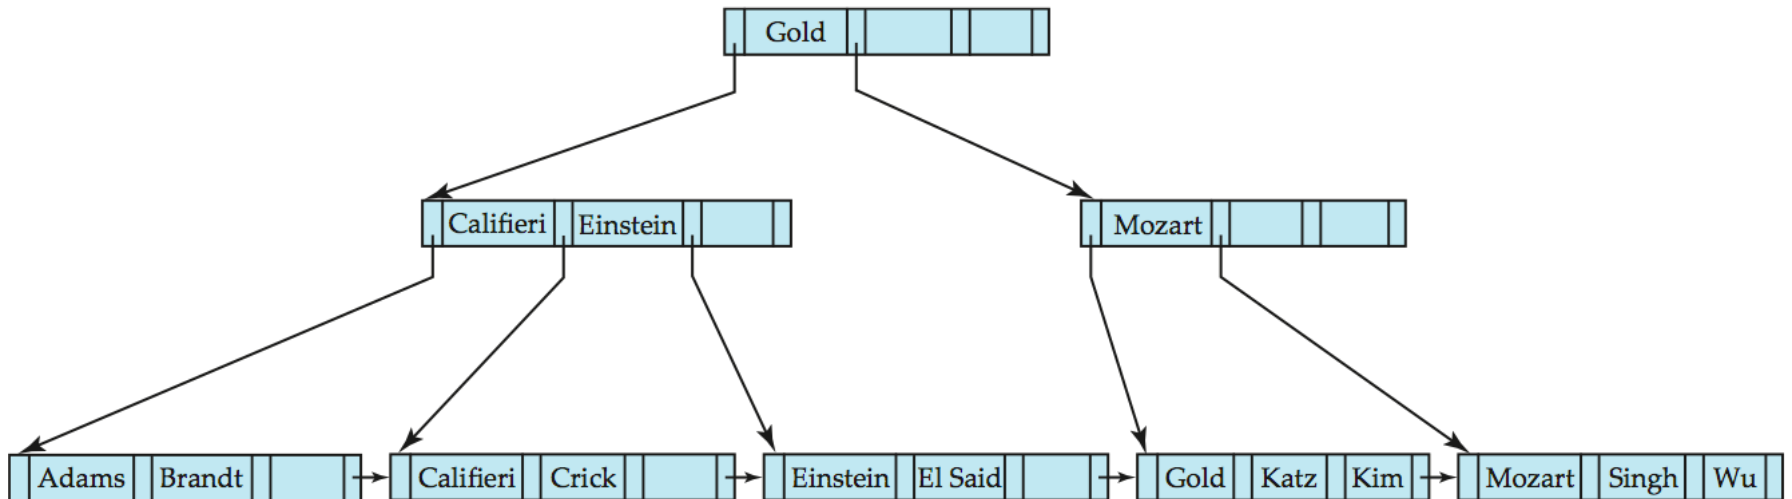 Gold
Califieri Einstein Mozart
Adams Brandt Califieri Crick Einstein El Said Gold Katz Kim Mozart Singh Wu